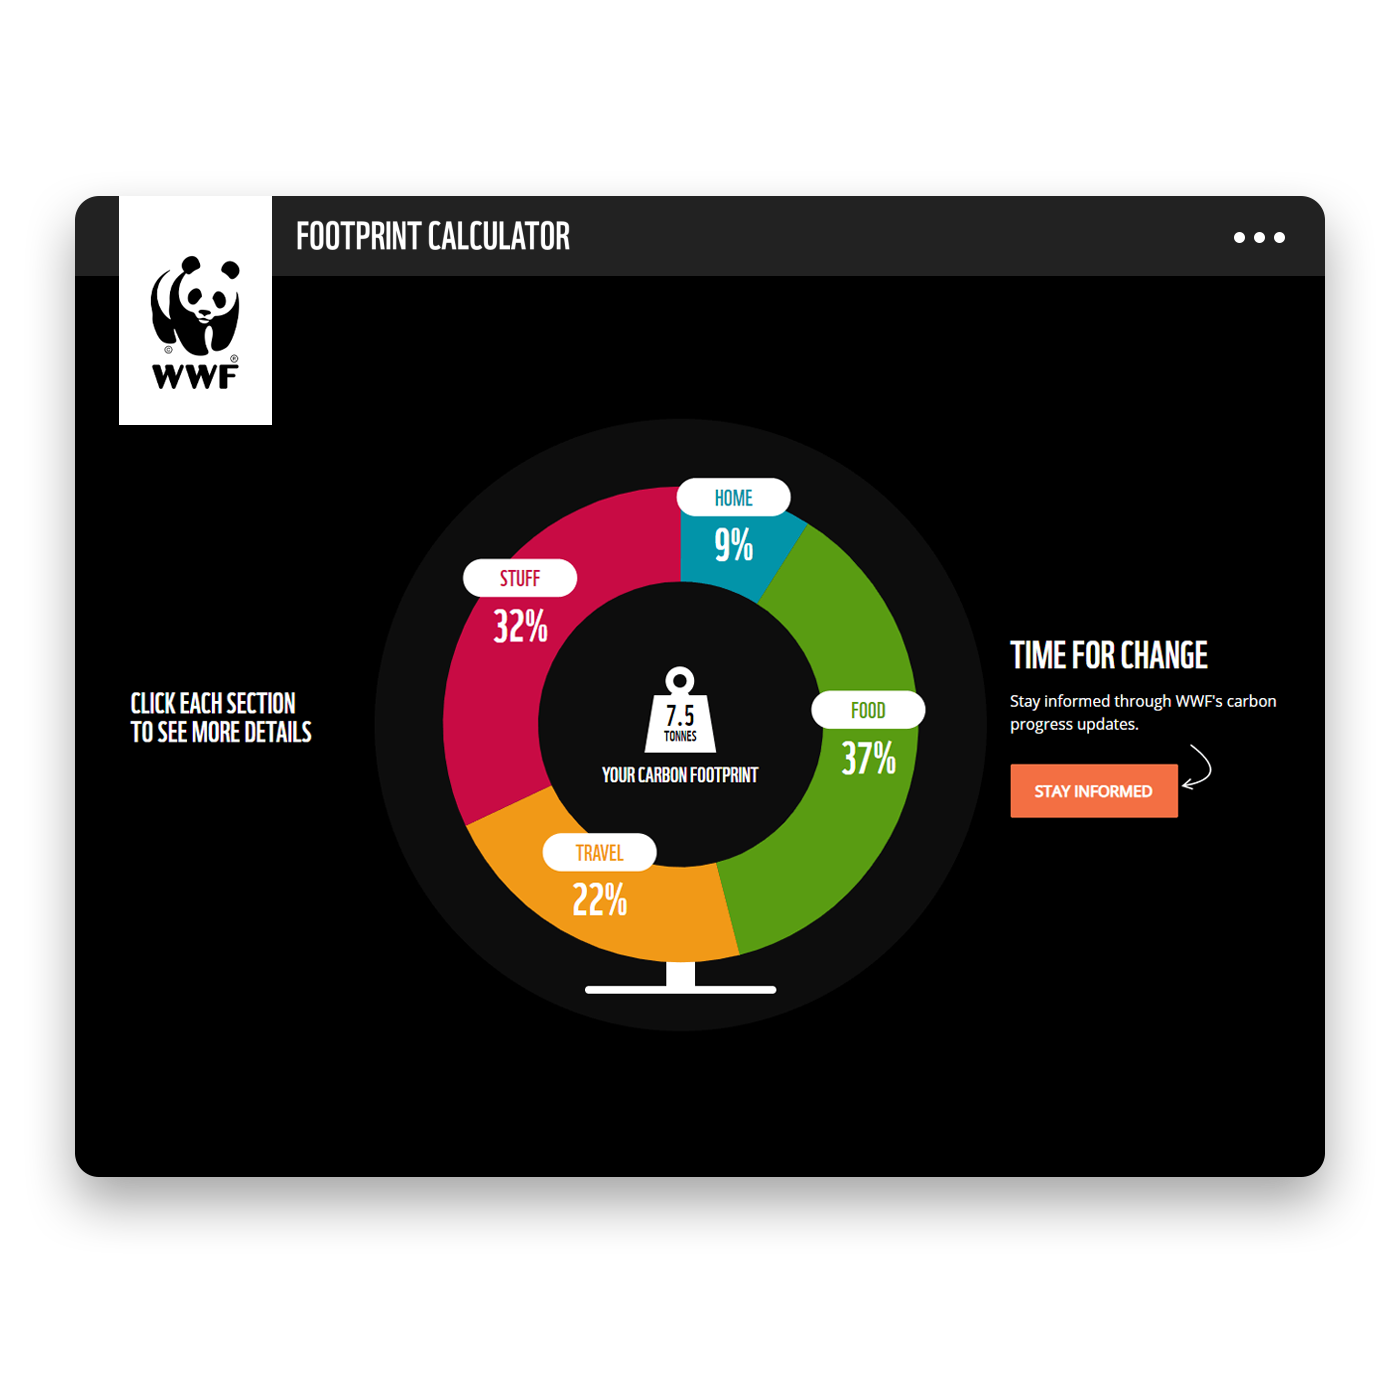 FOOTPRINT CALCULATOR
©
®
WWF
HOME
9%
STUFF
32%
FOOD
37%
TRAVEL
22%
7.5
TONNES
YOUR CARBON FOOTPRINT
CLICK EACH SECTION
TO SEE MORE DETAILS
TIME FOR CHANGE
Stay informed through WWF's carbon
progress updates.
STAY INFORMED